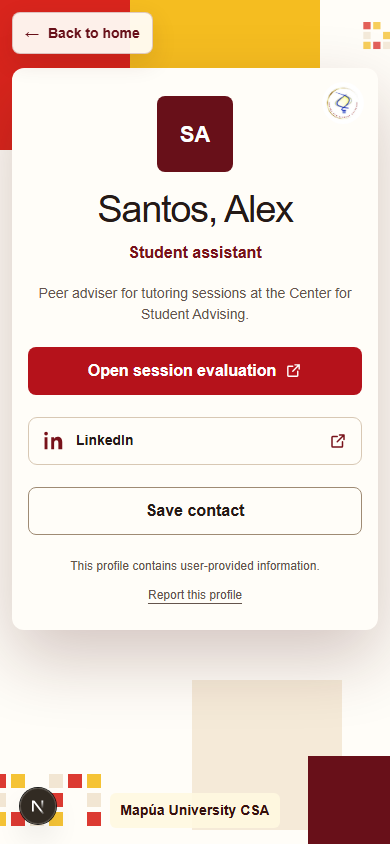 ← Back to home
SA
Santos, Alex
Student assistant
Peer adviser for tutoring sessions at the Center for
Student Advising.
Open session evaluation
in LinkedIn
Save contact
This profile contains user-provided information.
Report this profile
N
Mapúa University CSA